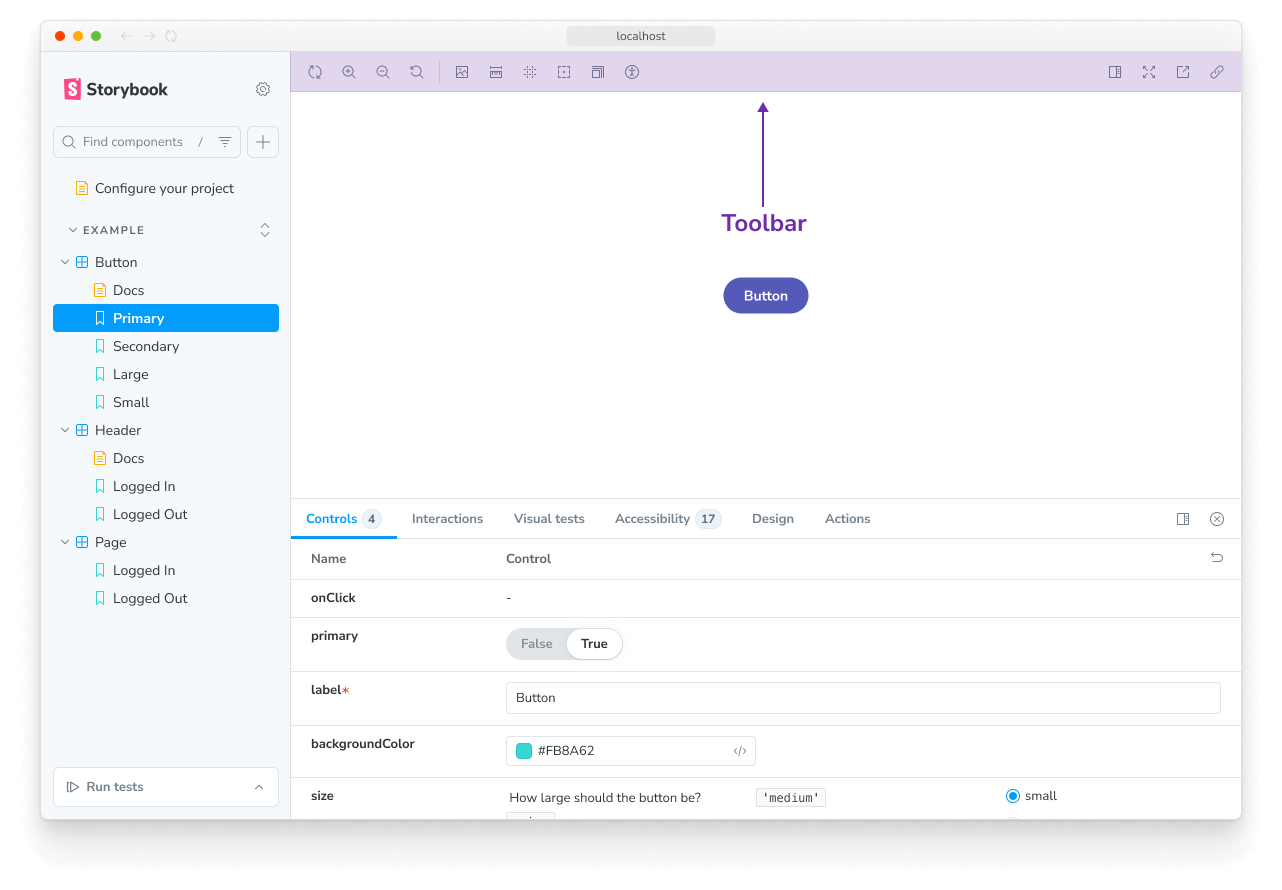 localhost
Storybook
Find components /
Configure your project
EXAMPLE
Button
Docs
Primary
Secondary
Large
Small
Header
Docs
Logged In
Logged Out
Page
Logged In
Logged Out
Run tests
Toolbar
Button
Controls 4 Interactions Visual tests Accessibility 17 Design Actions
Name Control
onClick -
primary False True
label* Button
backgroundColor #FB8A62
size How large should the button be? 'medium' small